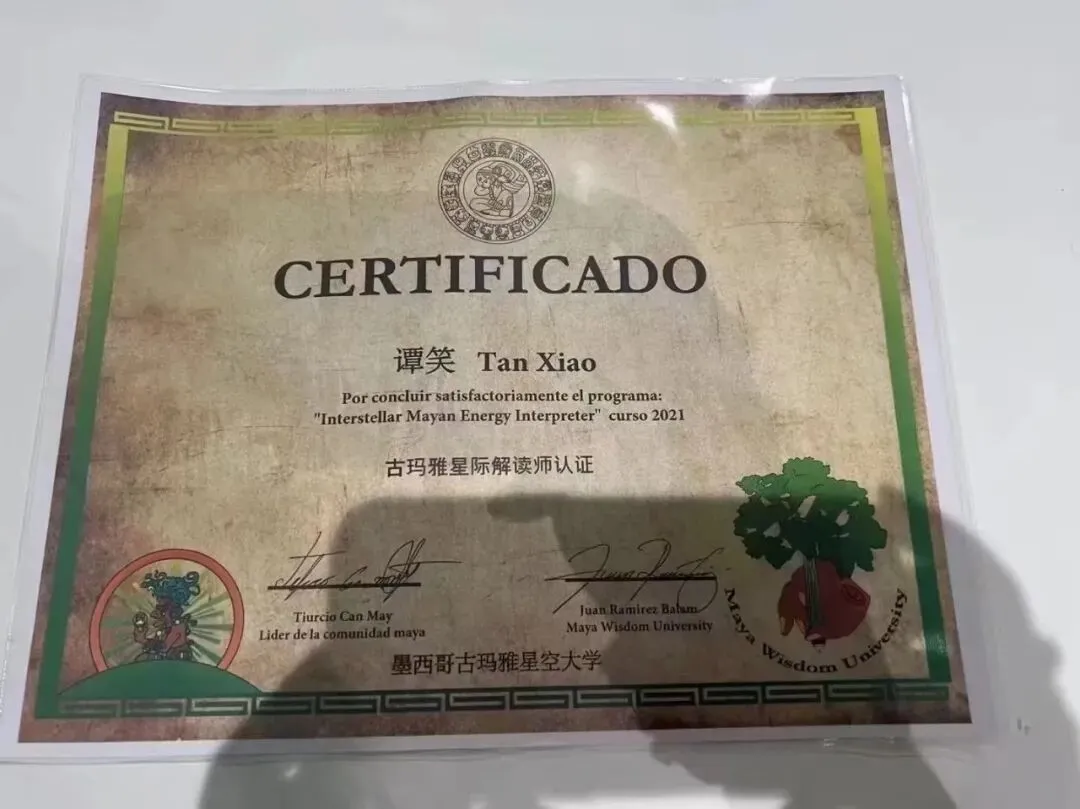 CERTIFICADO
谭笑 Tan Xiao
Por concluir satisfactoriamente el programa:
"Interstellar Mayan Energy Interpreter" curso 2021
古玛雅星际解读师认证
Tiurcio Can May
Lider de la comunidad maya
Juan Ramirez Balam
Maya Wisdom University
Maya Wisdom University
墨西哥古玛雅星空大学